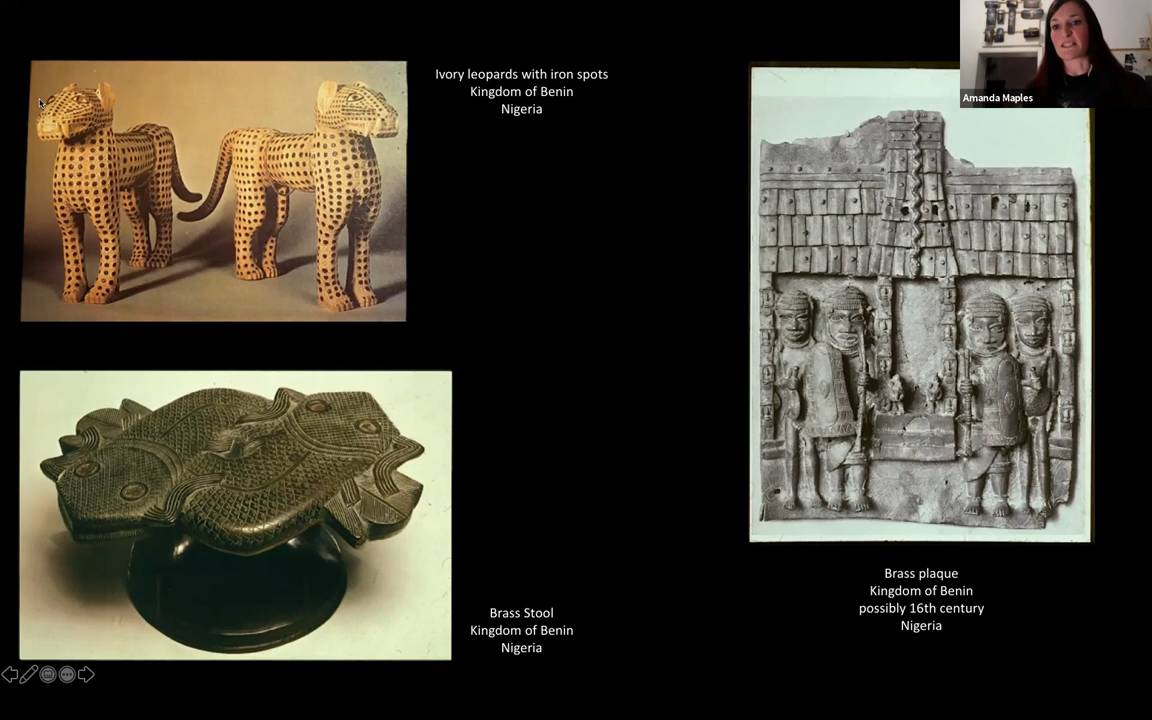 Ivory leopards with iron spots
Kingdom of Benin
Nigeria
Amanda Maples
Brass Stool
Kingdom of Benin
Nigeria
Brass plaque
Kingdom of Benin
possibly 16th century
Nigeria